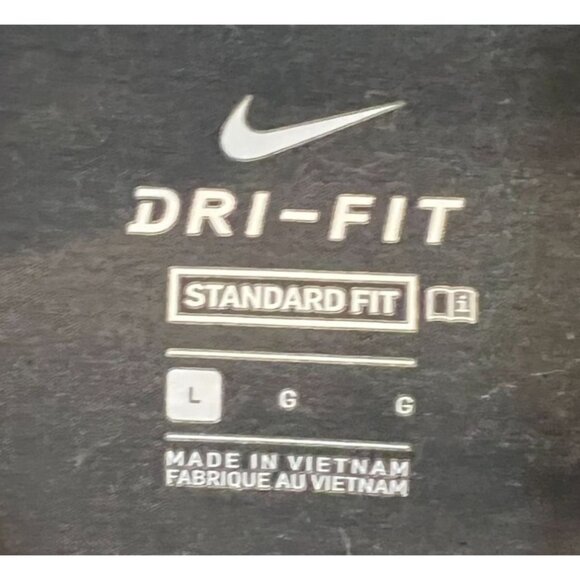 DRI-FIT
STANDARD FIT
L G G
MADE IN VIETNAM
FABRIQUE AU VIETNAM